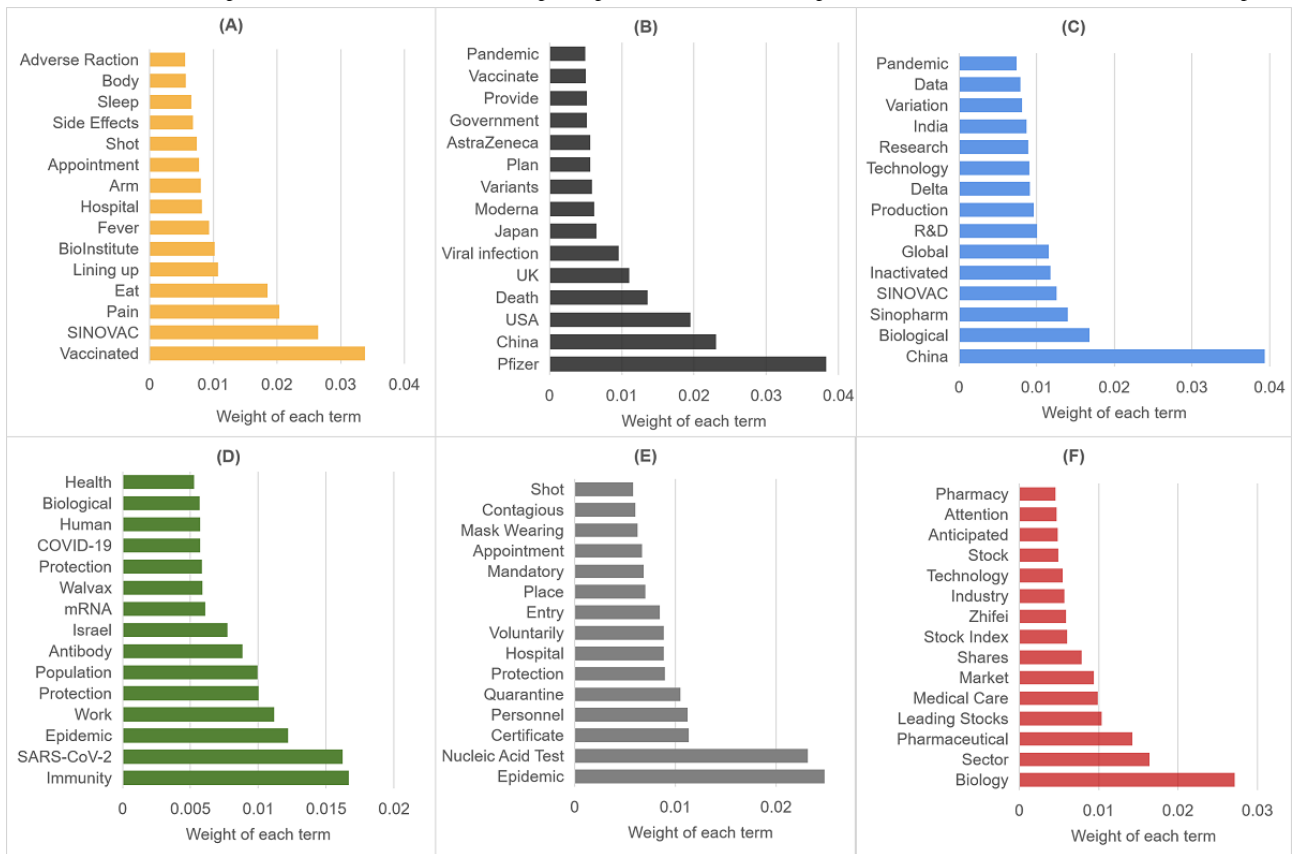 (A)
Adverse Raction
Body
Sleep
Side Effects
Shot
Appointment
Arm
Hospital
Fever
BioInstitute
Lining up
Eat
Pain
SINOVAC
Vaccinated
0 0.01 0.02 0.03 0.04
Weight of each term
(B)
Pandemic
Vaccinate
Provide
Government
AstraZeneca
Plan
Variants
Moderna
Japan
Viral infection
UK
Death
USA
China
Pfizer
0 0.01 0.02 0.03 0.04
Weight of each term
(C)
Pandemic
Data
Variation
India
Research
Technology
Delta
Production
R&D
Global
Inactivated
SINOVAC
Sinopharm
Biological
China
0 0.01 0.02 0.03 0.04
Weight of each term
(D)
Health
Biological
Human
COVID-19
Protection
Walvax
mRNA
Israel
Antibody
Population
Protection
Work
Epidemic
SARS-CoV-2
Immunity
0 0.005 0.01 0.015 0.02
Weight of each term
(E)
Shot
Contagious
Mask Wearing
Appointment
Mandatory
Place
Entry
Voluntarily
Hospital
Protection
Quarantine
Personnel
Certificate
Nucleic Acid Test
Epidemic
0 0.01 0.02
Weight of each term
(F)
Pharmacy
Attention
Anticipated
Stock
Technology
Industry
Zhifei
Stock Index
Shares
Market
Medical Care
Leading Stocks
Pharmaceutical
Sector
Biology
0 0.01 0.02 0.03
Weight of each term